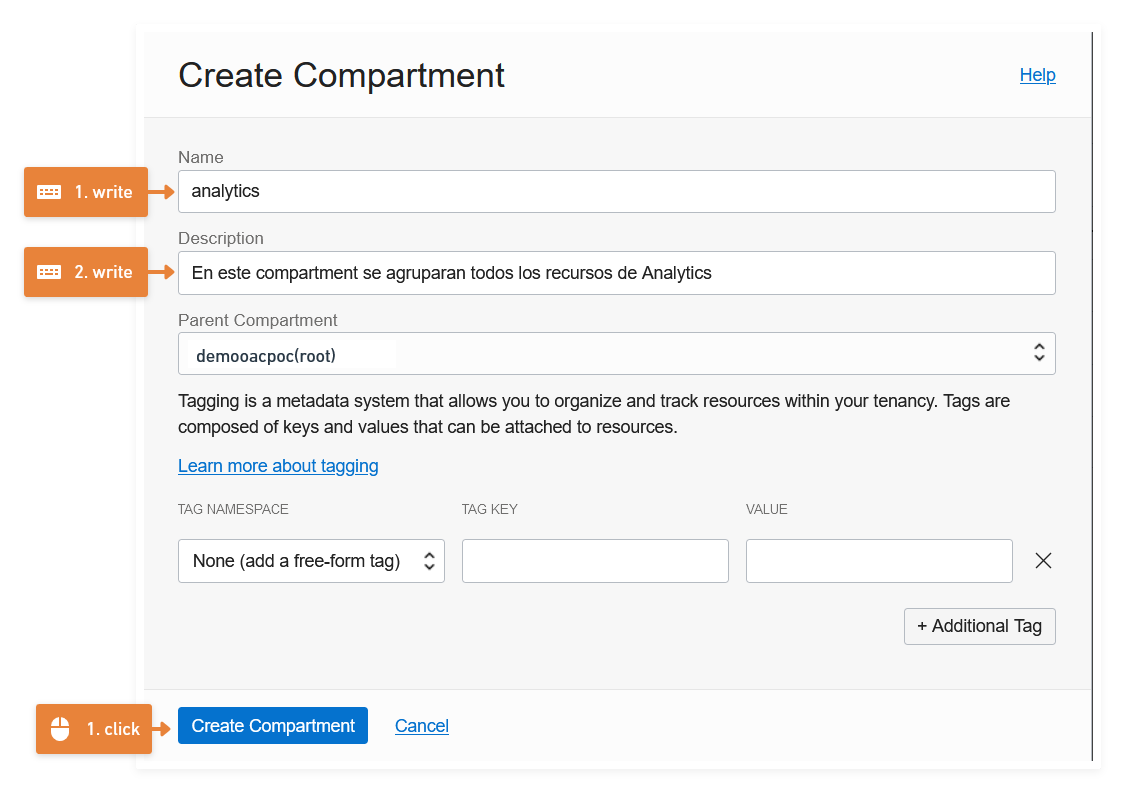 Create Compartment
Help
Name
1. write
analytics
Description
2. write
En este compartment se agruparan todos los recursos de Analytics
Parent Compartment
demooacpoc(root)
Tagging is a metadata system that allows you to organize and track resources within your tenancy. Tags are
composed of keys and values that can be attached to resources.
Learn more about tagging
TAG NAMESPACE
TAG KEY
VALUE
None (add a free-form tag)
+ Additional Tag
1. click
Create Compartment
Cancel